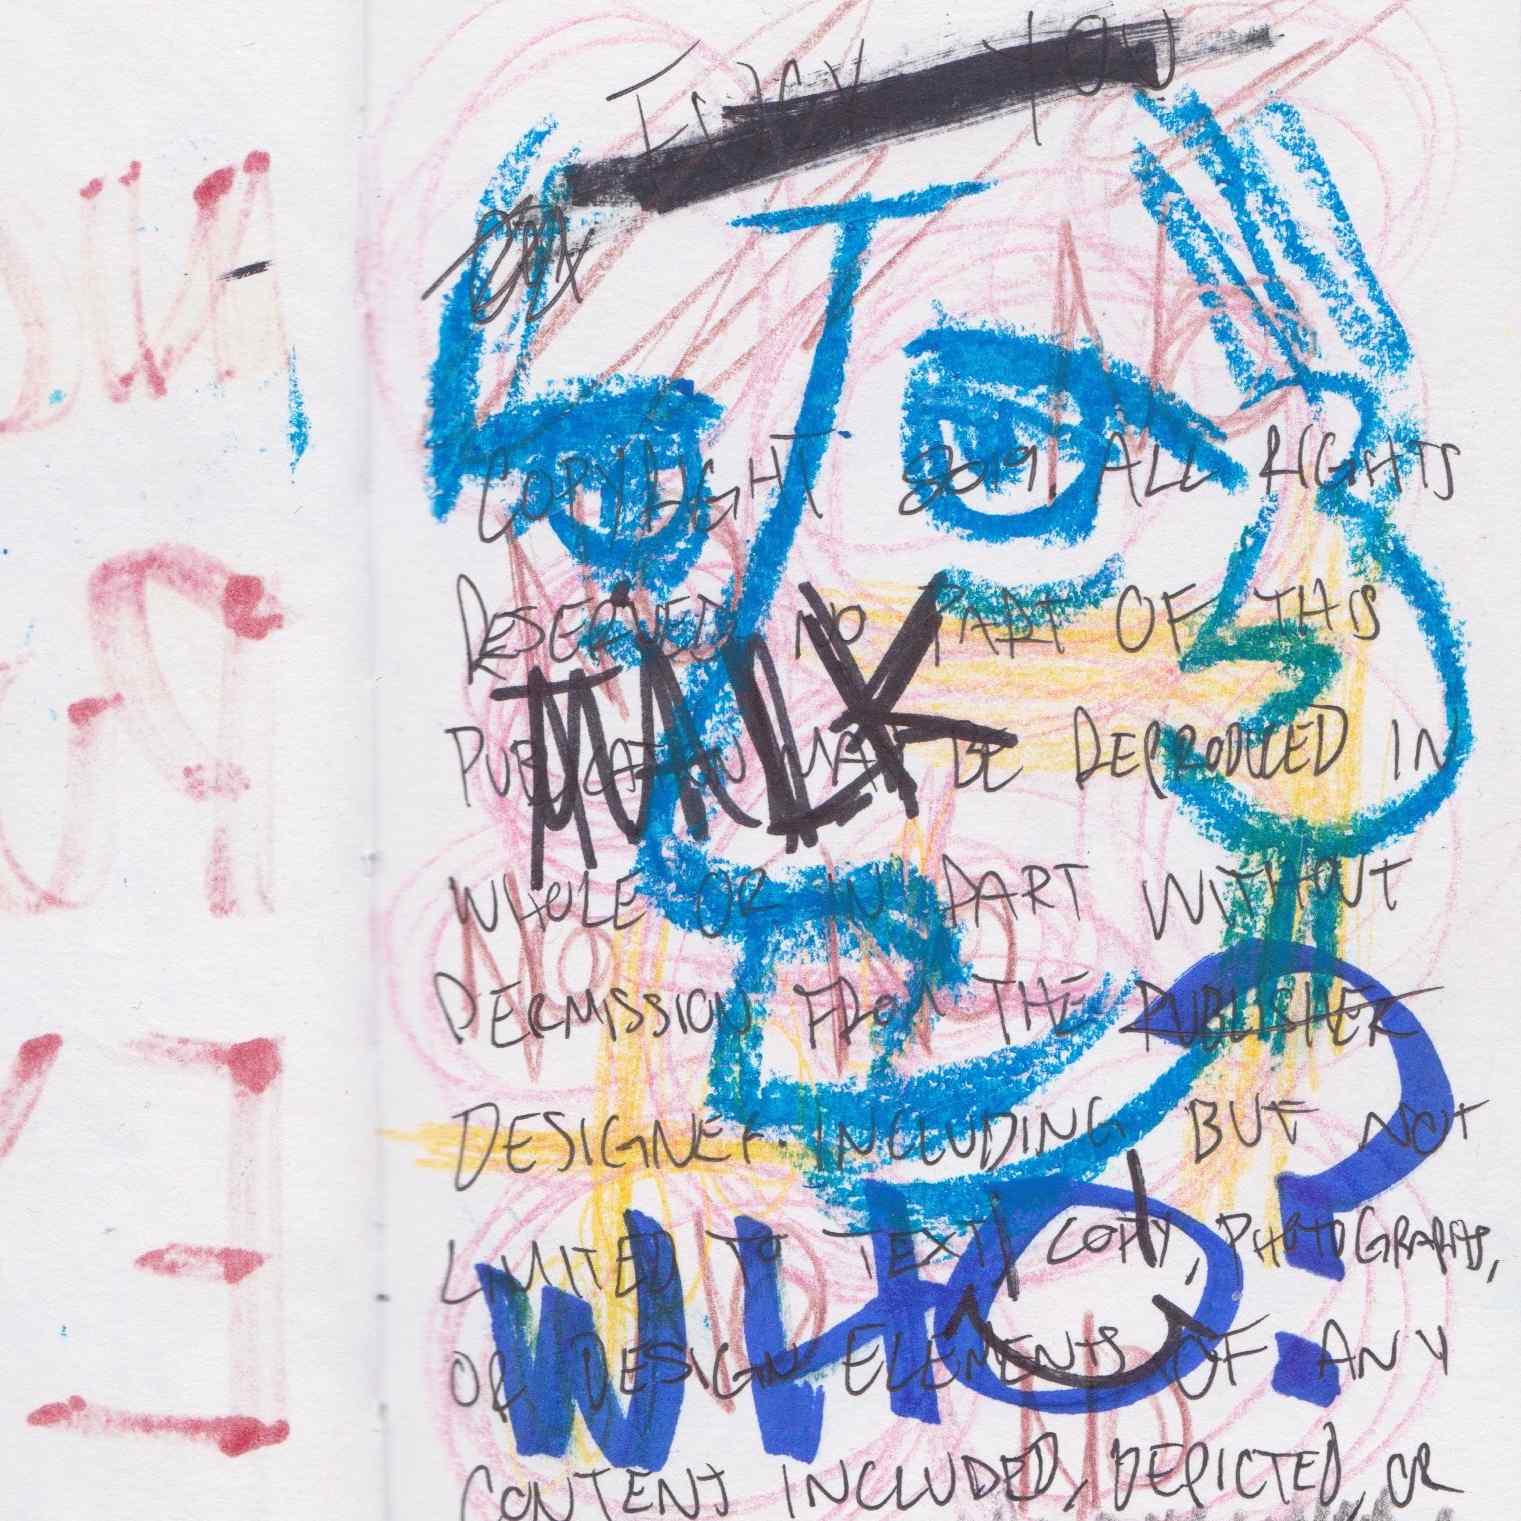 YOU
COPYRIGHT 2019. ALL RIGHTS
RESERVED NO PART OF THIS
TALK
PUBLICATION MAY BE REPRODUCED IN
WHOLE OR IN PART WITHOUT
PERMISSION FROM THE PUBLISHER
DESIGNER. INCLUDING BUT NOT
LIMITED TO TEXT, COPY, PHOTOGRAPHS,
WHO?
OR DESIGN ELEMENTS OF ANY
CONTENT INCLUDED, DEPICTED, OR